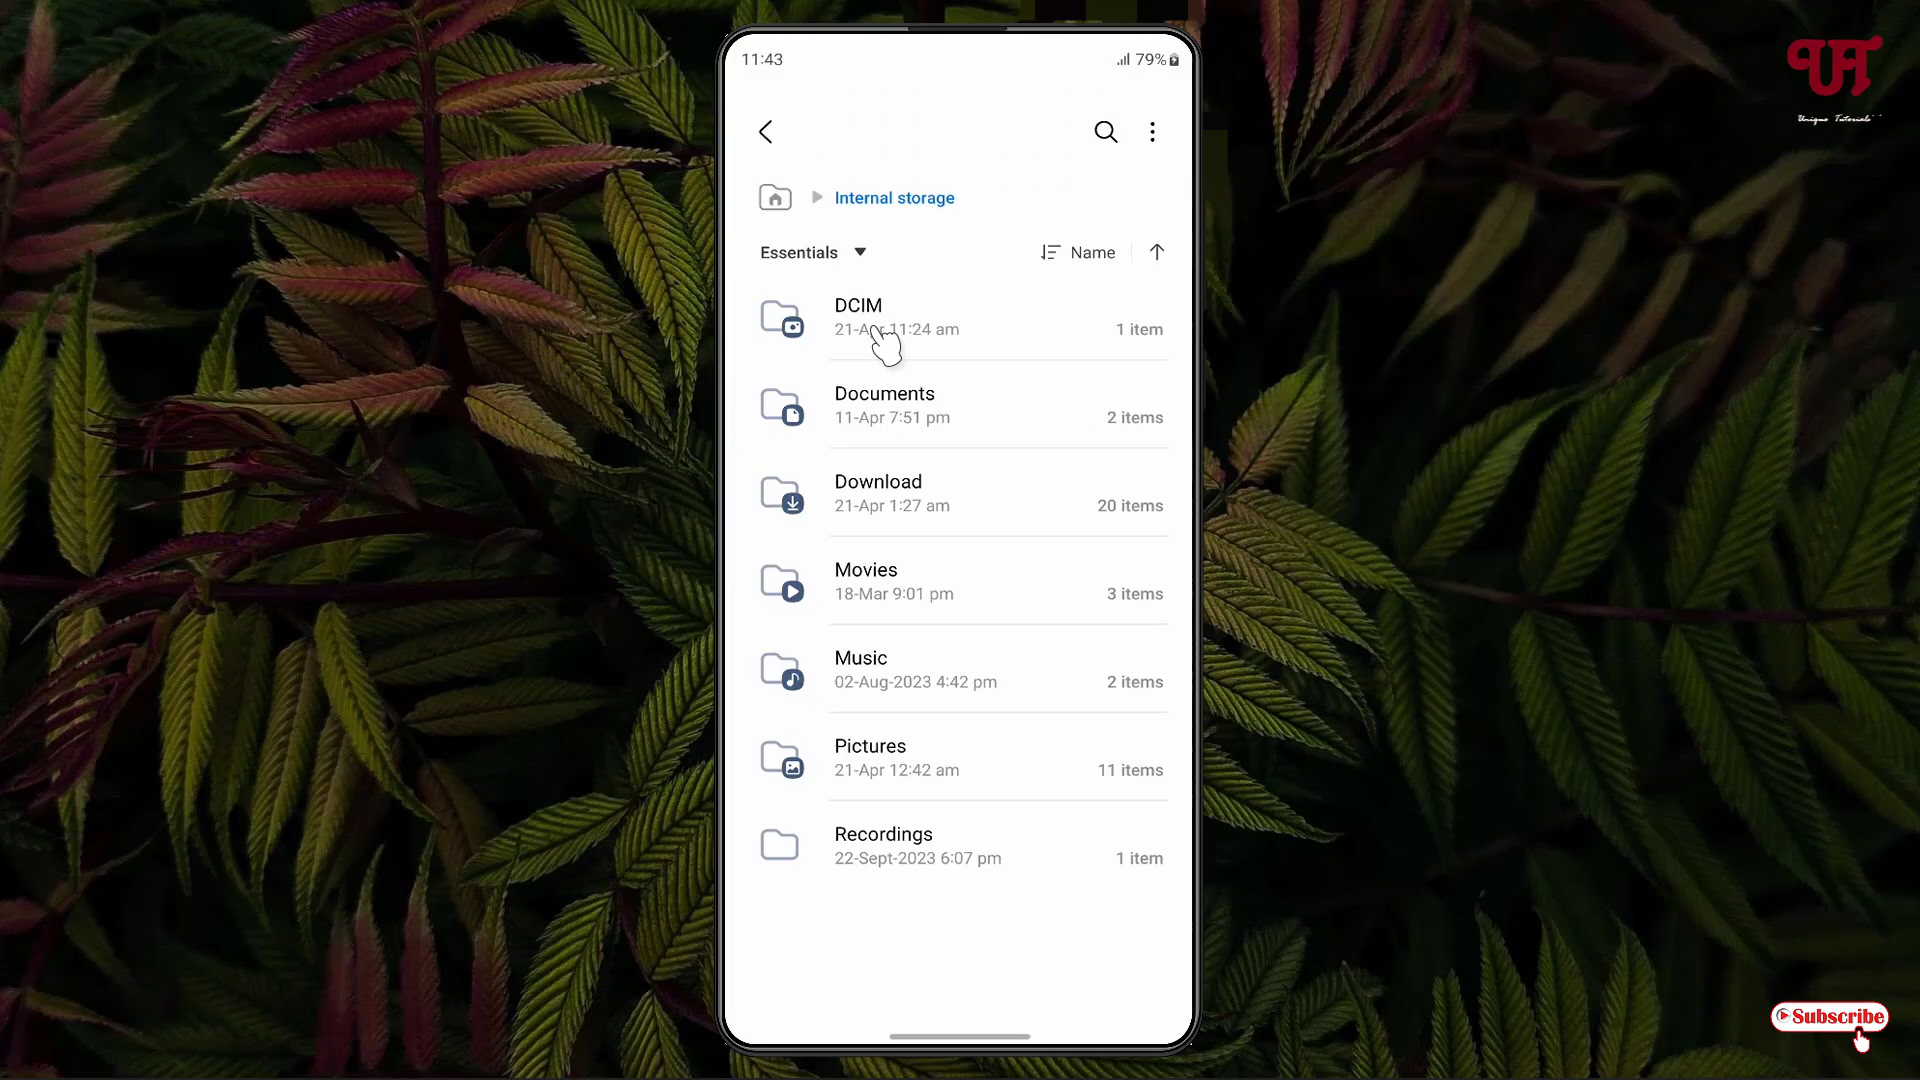 11:43
79%
Internal storage
Essentials
Name
DCIM
21-Apr 11:24 am
1 item
Documents
11-Apr 7:51 pm
2 items
Download
21-Apr 1:27 am
20 items
Movies
18-Mar 9:01 pm
3 items
Music
02-Aug-2023 4:42 pm
2 items
Pictures
21-Apr 12:42 am
11 items
Recordings
22-Sept-2023 6:07 pm
1 item
UT
Unique Tutorials
Subscribe